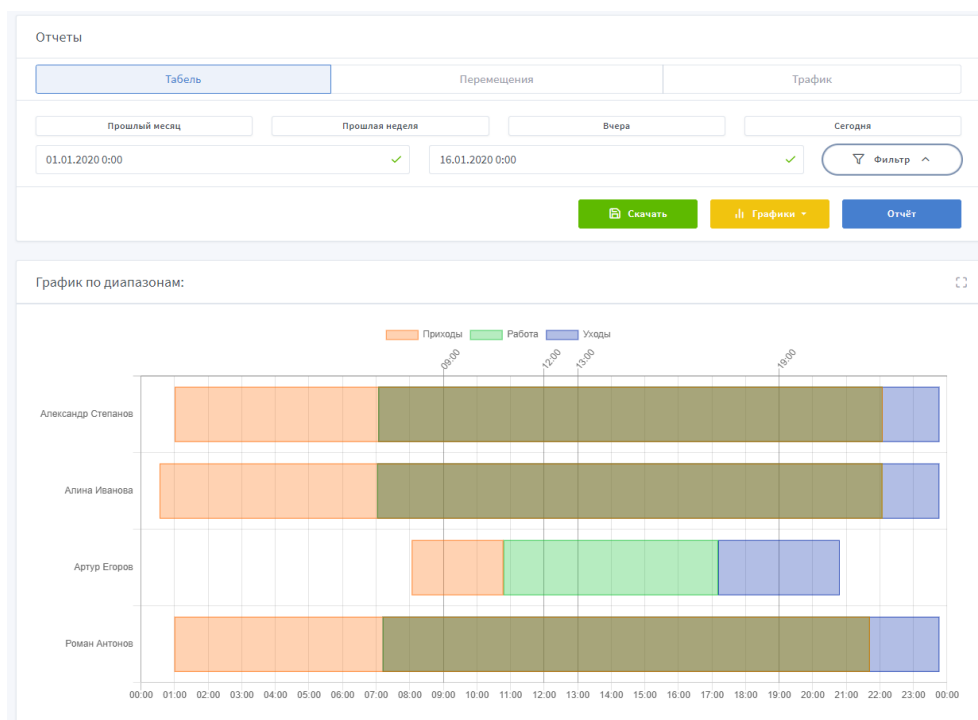 Отчеты
Табель Перемещения Трафик
Прошлый месяц Прошлая неделя Вчера Сегодня
01.01.2020 0:00 16.01.2020 0:00 Фильтр
Скачать Графики Отчёт
График по диапазонам:
Приходы Работа Уходы
09:00 12:00 13:00 19:00
Александр Степанов
Алина Иванова
Артур Егоров
Роман Антонов
00:00 01:00 02:00 03:00 04:00 05:00 06:00 07:00 08:00 09:00 10:00 11:00 12:00 13:00 14:00 15:00 16:00 17:00 18:00 19:00 20:00 21:00 22:00 23:00 00:00